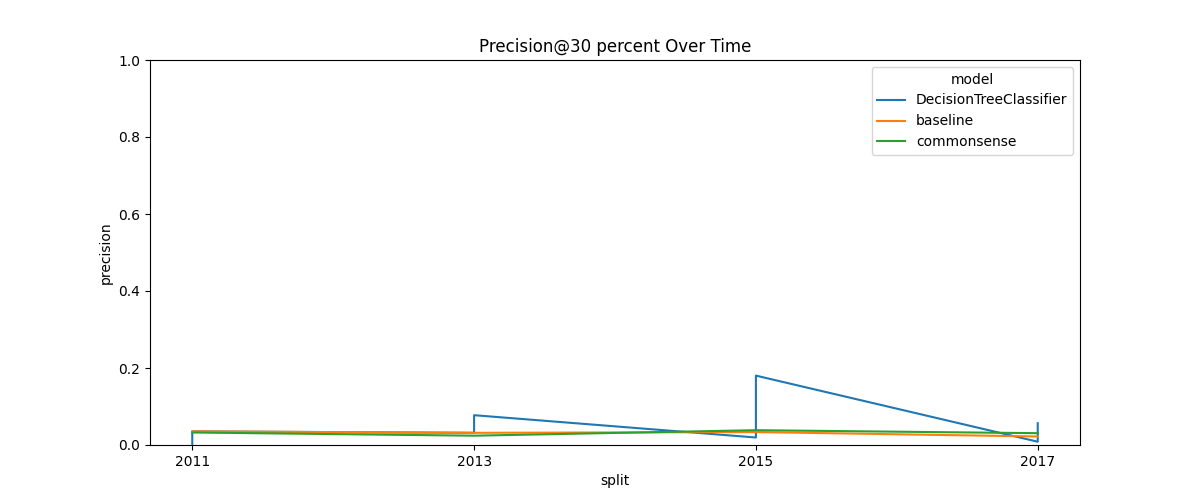 Precision@30 percent Over Time
model
DecisionTreeClassifier
baseline
commonsense
1.0
0.8
0.6
0.4
0.2
0.0
precision
2011 2013 2015 2017
split